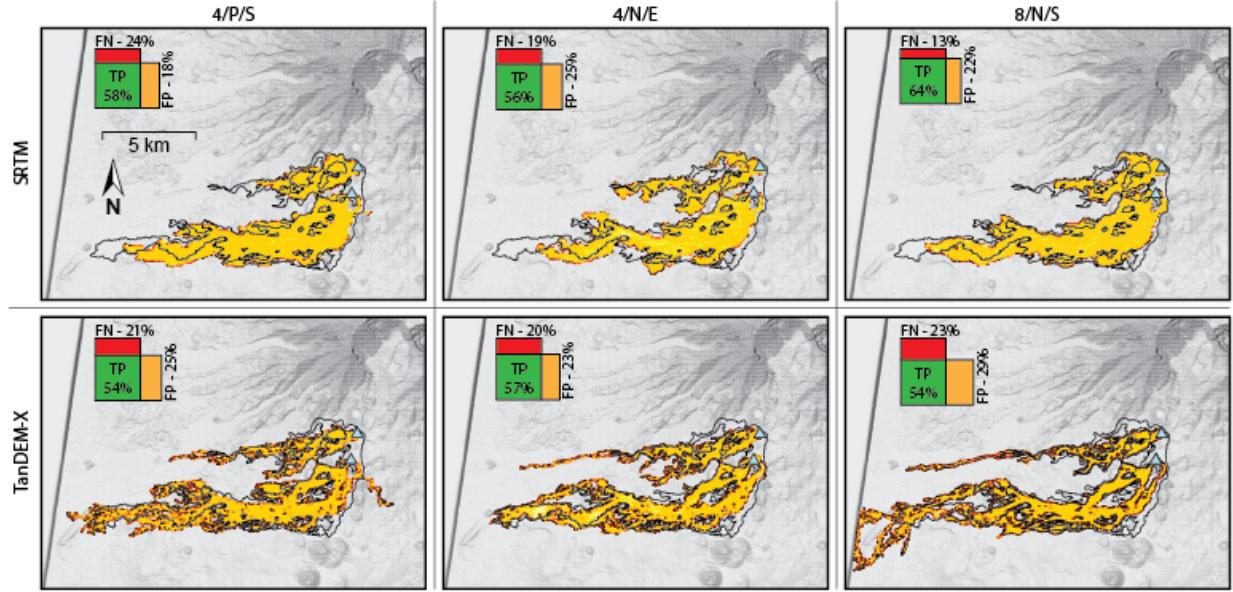 4/P/S 4/N/E 8/N/S
SRTM
FN - 24%
TP
58%
FP - 18%
5 km
N
FN - 19%
TP
56%
FP - 25%
FN - 13%
TP
64%
FP - 22%
TanDEM-X
FN - 21%
TP
54%
FP - 25%
FN - 20%
TP
57%
FP - 23%
FN - 23%
TP
54%
FP - 29%